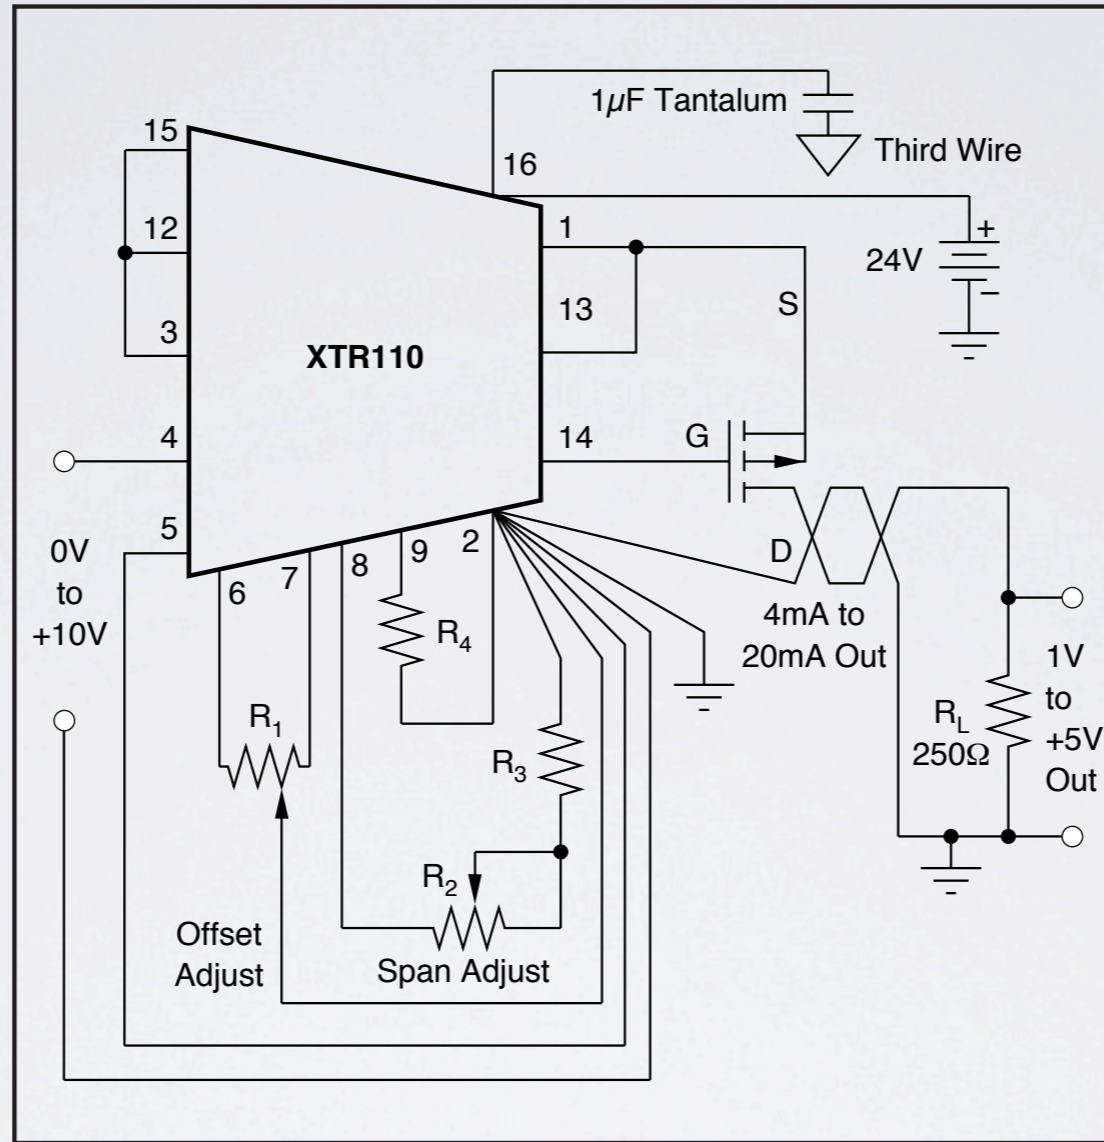 1µF Tantalum
Third Wire
15
16
12
1
+
24V
–
13
S
3
XTR110
4
14
G
5
0V
to
+10V
6
7
8
9
2
D
R4
4mA to
20mA Out
1V
to
+5V
Out
RL
250Ω
R1
R3
R2
Offset
Adjust
Span Adjust